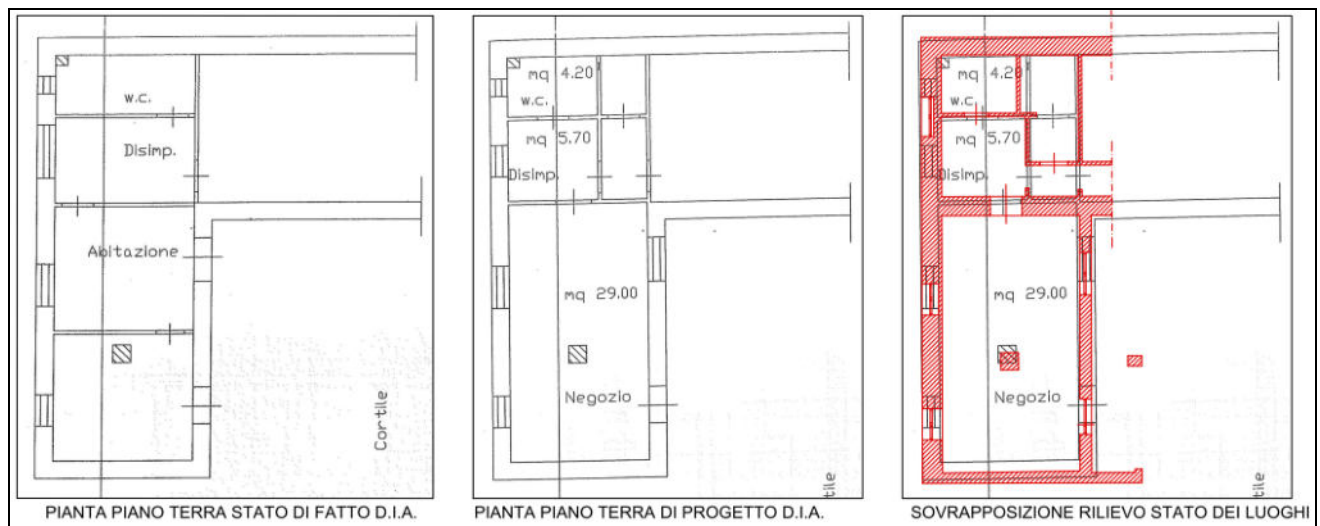 w.c.
Disimp.
Abitazione
Cortile
PIANTA PIANO TERRA STATO DI FATTO D.I.A.
mq 4.20
w.c.
mq 5.70
Disimp.
mq 29.00
Negozio
tile
PIANTA PIANO TERRA DI PROGETTO D.I.A.
mq 4.20
w.c.
mq 5.70
Disimp.
mq 29.00
Negozio
tile
SOVRAPPOSIZIONE RILIEVO STATO DEI LUOGHI